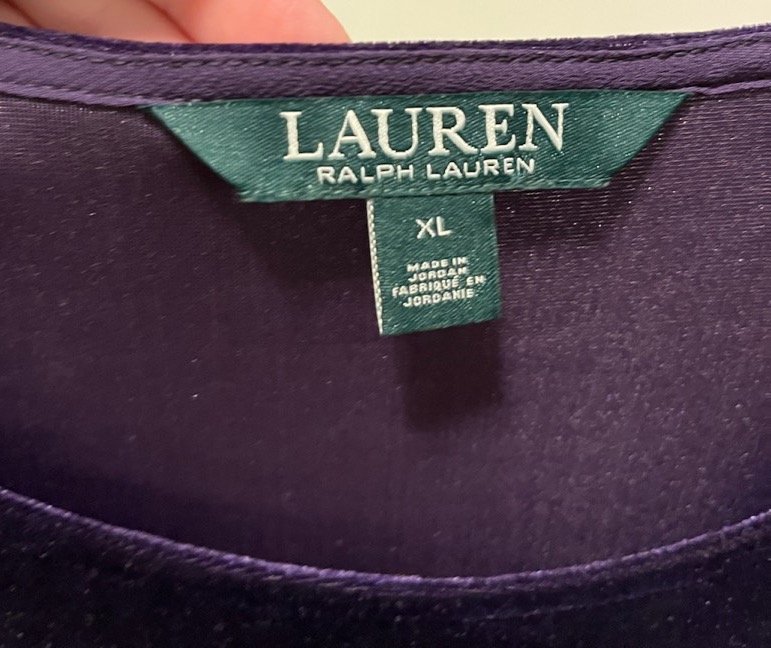 LAUREN
RALPH LAUREN
XL
MADE IN
JORDAN
FABRIQUÉ EN
JORDANIE